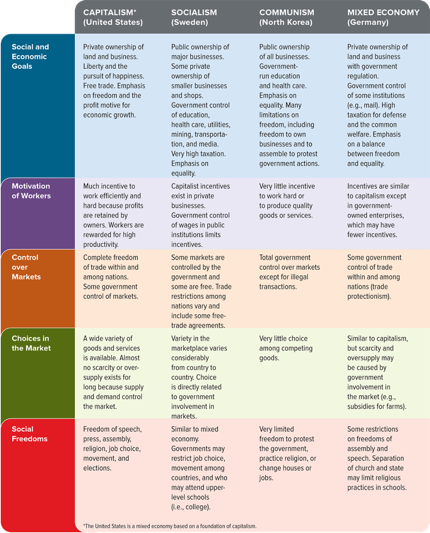 CAPITALISM*
(United States)
SOCIALISM
(Sweden)
COMMUNISM
(North Korea)
MIXED ECONOMY
(Germany)
Social and
Economic
Goals
Private ownership of
land and business.
Liberty and the
pursuit of happiness.
Free trade. Emphasis
on freedom and the
profit motive for
economic growth.
Public ownership of
major businesses.
Some private
ownership of
smaller businesses
and shops.
Government control
of education,
health care, utilities,
mining, transporta-
tion, and media.
Very high taxation.
Emphasis on
equality.
Public ownership
of all businesses.
Government-
run education
and health care.
Emphasis on
equality. Many
limitations on
freedom, including
freedom to own
businesses and to
assemble to protest
government actions.
Private ownership of
land and business
with government
regulation.
Government control
of some institutions
(e.g., mail). High
taxation for defense
and the common
welfare. Emphasis
on a balance
between freedom
and equality.
Motivation
of Workers
Much incentive to
work efficiently and
hard because profits
are retained by
owners. Workers are
rewarded for high
productivity.
Capitalist incentives
exist in private
businesses.
Government control
of wages in public
institutions limits
incentives.
Very little incentive
to work hard or
to produce quality
goods or services.
Incentives are similar
to capitalism except
in government-
owned enterprises,
which may have
fewer incentives.
Control
over
Markets
Complete freedom
of trade within and
among nations.
Some government
control of markets.
Some markets are
controlled by the
government and
some are free. Trade
restrictions among
nations vary and
include some free-
trade agreements.
Total government
control over markets
except for illegal
transactions.
Some government
control of trade
within and among
nations (trade
protectionism).
Choices in
the Market
A wide variety of
goods and services
is available. Almost
no scarcity or over-
supply exists for
long because supply
and demand control
the market.
Variety in the
marketplace varies
considerably
from country to
country. Choice
is directly related
to government
involvement in
markets.
Very little choice
among competing
goods.
Similar to capitalism,
but scarcity and
oversupply may
be caused by
government
involvement in
the market (e.g.,
subsidies for farms).
Social
Freedoms
Freedom of speech,
press, assembly,
religion, job choice,
movement, and
elections.
Similar to mixed
economy.
Governments may
restrict job choice,
movement among
countries, and who
may attend upper-
level schools
(i.e., college).
Very limited
freedom to protest
the government,
practice religion, or
change houses or
jobs.
Some restrictions
on freedoms of
assembly and
speech. Separation
of church and state
may limit religious
practices in schools.
*The United States is a mixed economy based on a foundation of capitalism.